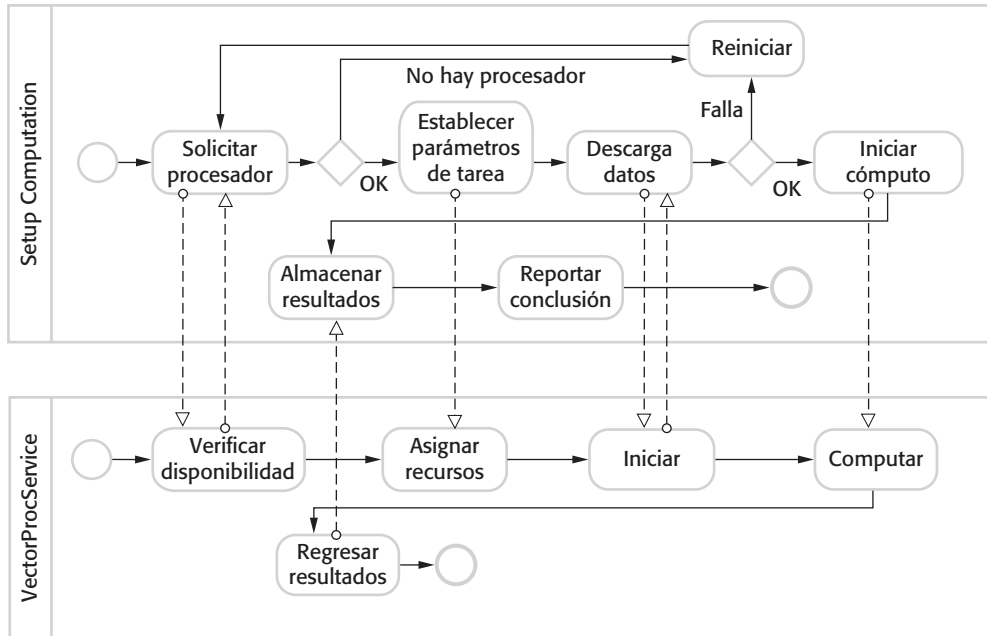 Setup Computation
Reiniciar
No hay procesador
Falla
Solicitar
procesador
OK
Establecer
parámetros
de tarea
Descarga
datos
OK
Iniciar
cómputo
Almacenar
resultados
Reportar
conclusión
VectorProcService
Verificar
disponibilidad
Asignar
recursos
Iniciar
Computar
Regresar
resultados